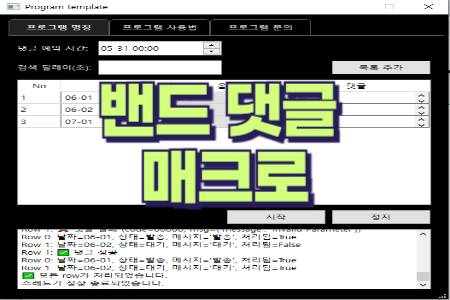 Program template
프로그램 명령
프로그램 사용법
프로그램 문의
댓글 예약 시간:
05-31 00:00
검색 딜레이(초):
목록 추가
No
댓글
1
06-01
2
06-02
3
07-01
밴드 댓글
매크로
시작
정지
Row 0: 날짜=06-01, 상태=발송, 메시지='발송', 처리됨=True
Row 1: 날짜=06-02, 상태=대기, 메시지='대기', 처리됨=False
Row 1: ✅ 댓글 성공
Row 0: 날짜=06-01, 상태=발송, 메시지='발송', 처리됨=True
Row 1: 날짜=06-02, 상태=대기, 메시지='대기', 처리됨=True
✅ 모든 row가 처리되었습니다.
스레드가 정상 종료되었습니다.